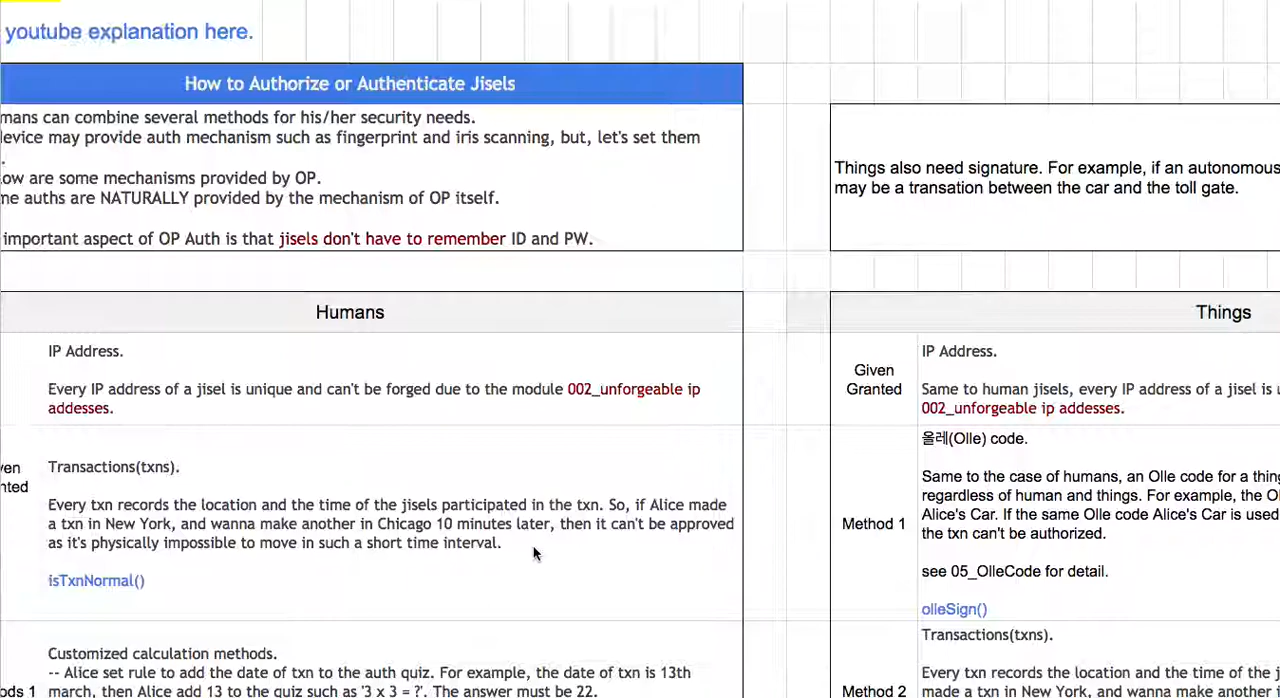 youtube explanation here.
How to Authorize or Authenticate Jisels
mans can combine several methods for his/her security needs.
evice may provide auth mechanism such as fingerprint and iris scanning, but, let's set them
.
ow are some mechanisms provided by OP.
me auths are NATURALLY provided by the mechanism of OP itself.
important aspect of OP Auth is that jisels don't have to remember ID and PW.
Things also need signature. For example, if an autonomous
may be a transation between the car and the toll gate.
Humans
IP Address.
Every IP address of a jisel is unique and can't be forged due to the module 002_unforgeable ip
addesses.
ven
nted
Transactions(txns).
Every txn records the location and the time of the jisels participated in the txn. So, if Alice made
a txn in New York, and wanna make another in Chicago 10 minutes later, then it can't be approved
as it's physically impossible to move in such a short time interval.
isTxnNormal()
Customized calculation methods.
-- Alice set rule to add the date of txn to the auth quiz. For example, the date of txn is 13th
ods 1
march, then Alice add 13 to the quiz such as '3 x 3 = ?'. The answer must be 22.
Things
Given
Granted
IP Address.
Same to human jisels, every IP address of a jisel is
002_unforgeable ip addesses.
Method 1
올레(Olle) code.
Same to the case of humans, an Olle code for a thing
regardless of human and things. For example, the
Alice's Car. If the same Olle code Alice's Car is used
the txn can't be authorized.
see 05_OlleCode for detail.
olleSign()
Method 2
Transactions(txns).
Every txn records the location and the time of the
made a txn in New York, and wanna make another